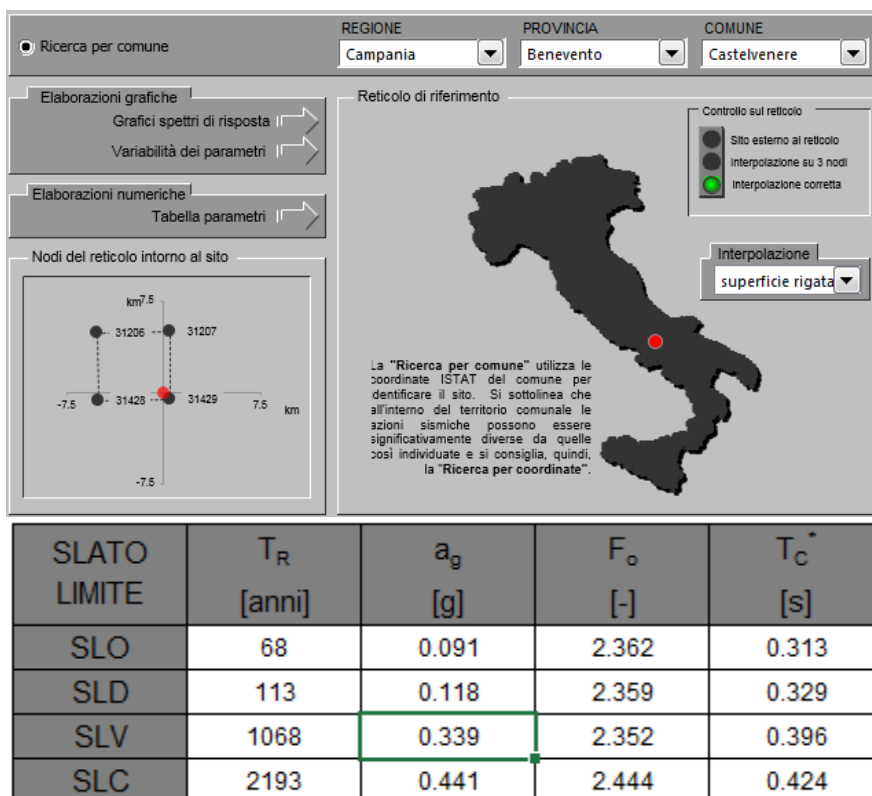 REGIONE PROVINCIA COMUNE
Ricerca per comune Campania Benevento Castelvenere
Elaborazioni grafiche
Grafici spettri di risposta
Variabilità dei parametri
Elaborazioni numeriche
Tabella parametri
Nodi del reticolo intorno al sito
km 7.5
31206 31207
-7.5 31428 31429 7.5 km
-7.5
Reticolo di riferimento
Controllo sul reticolo
Sito esterno al reticolo
Interpolazione su 3 nodi
Interpolazione corretta
Interpolazione
superficie rigata
La "Ricerca per comune" utilizza le
coordinate ISTAT del comune per
identificare il sito. Si sottolinea che
all'interno del territorio comunale le
azioni sismiche possono essere
significativamente diverse da quelle
così individuate e si consiglia, quindi,
la "Ricerca per coordinate".
SLATO LIMITE T_R [anni] a_g [g] F_o [-] T_C* [s]
SLO 68 0.091 2.362 0.313
SLD 113 0.118 2.359 0.329
SLV 1068 0.339 2.352 0.396
SLC 2193 0.441 2.444 0.424